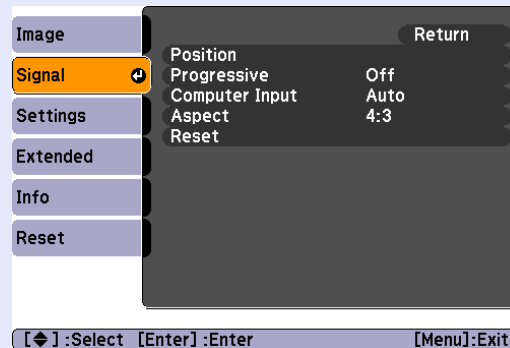 Image
Signal
Settings
Extended
Info
Reset
Return
Position
Progressive Off
Computer Input Auto
Aspect 4:3
Reset
[◆] :Select [Enter] :Enter [Menu]:Exit